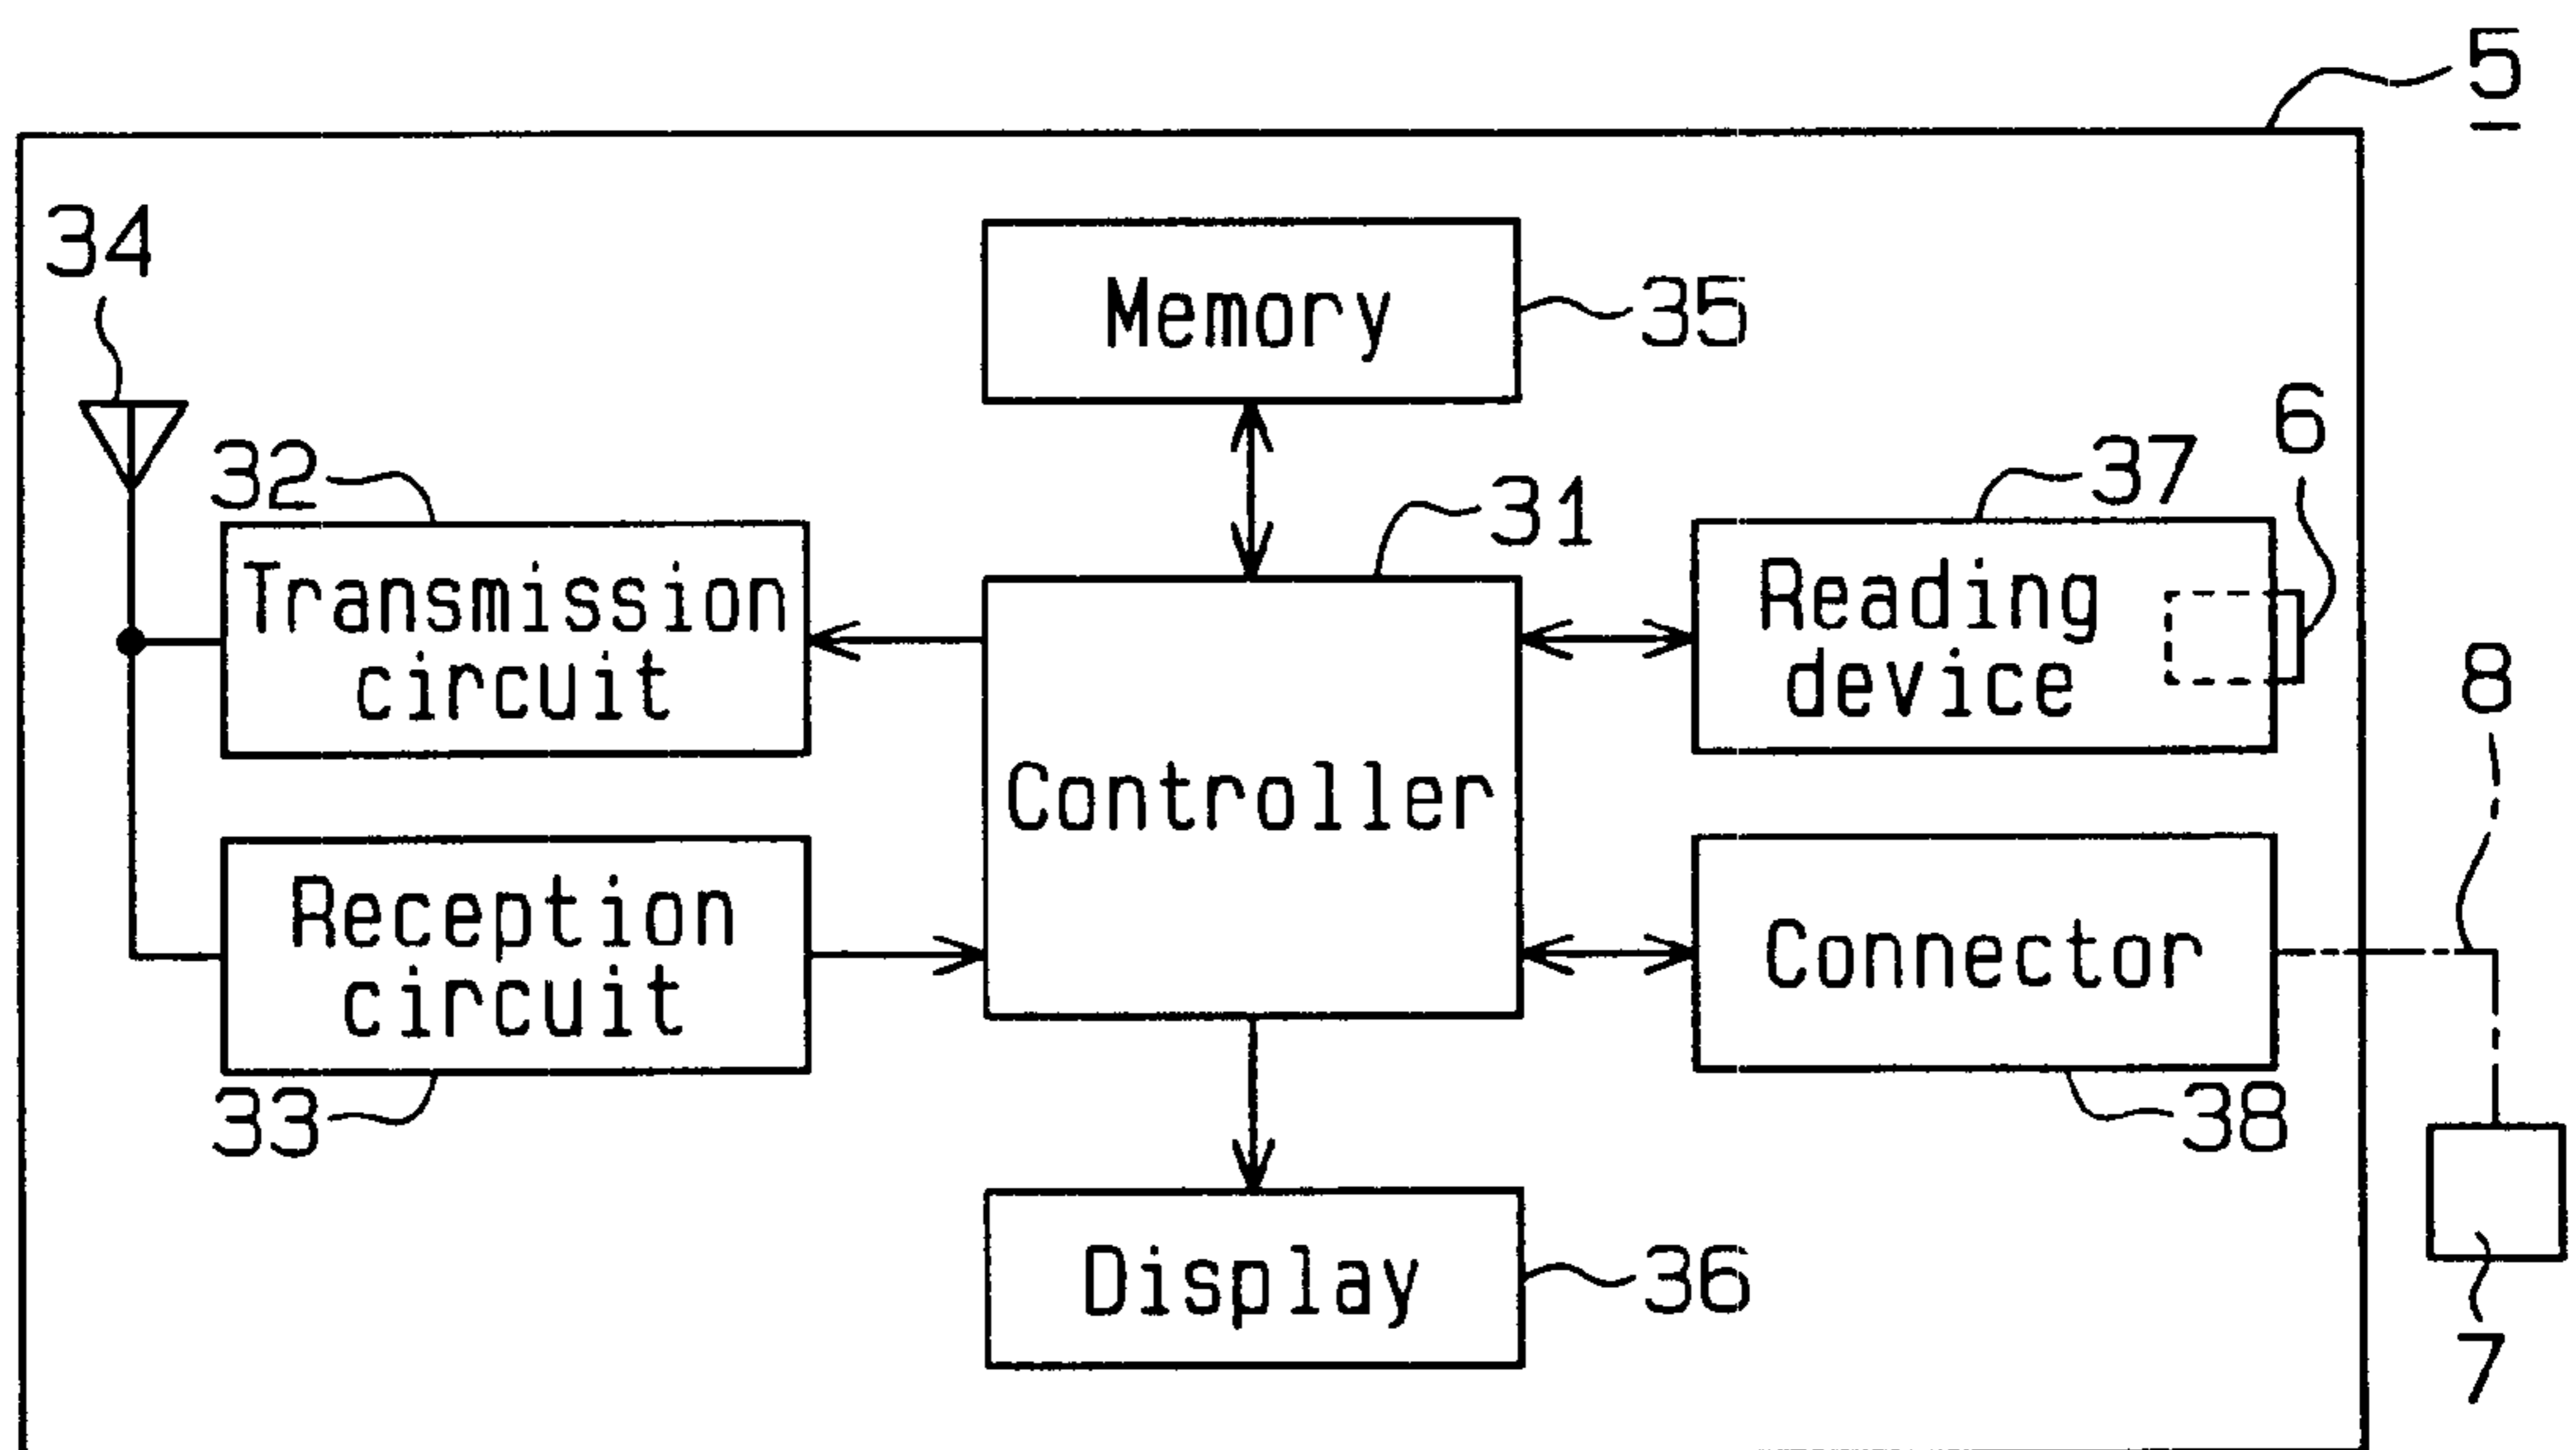 5
34
Memory
35
6
32
37
31
Transmission
circuit
Reading
device
8
Controller
Reception
circuit
Connector
33
38
Display
36
7